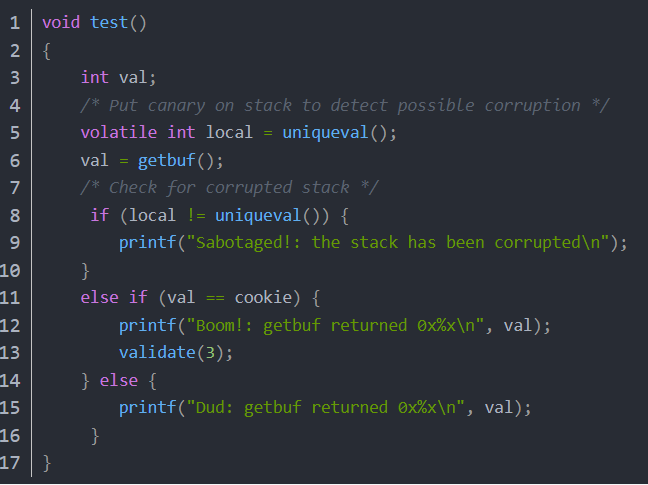 1 void test()
2 {
3     int val;
4     /* Put canary on stack to detect possible corruption */
5     volatile int local = uniqueval();
6     val = getbuf();
7     /* Check for corrupted stack */
8      if (local != uniqueval()) {
9         printf("Sabotaged!: the stack has been corrupted\n");
10     }
11     else if (val == cookie) {
12         printf("Boom!: getbuf returned 0x%x\n", val);
13         validate(3);
14     } else {
15         printf("Dud: getbuf returned 0x%x\n", val);
16      }
17 }